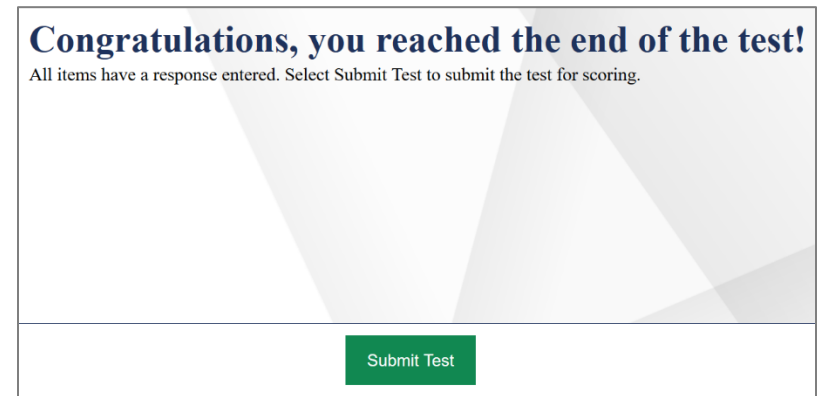 Congratulations, you reached the end of the test!
All items have a response entered. Select Submit Test to submit the test for scoring.
Submit Test